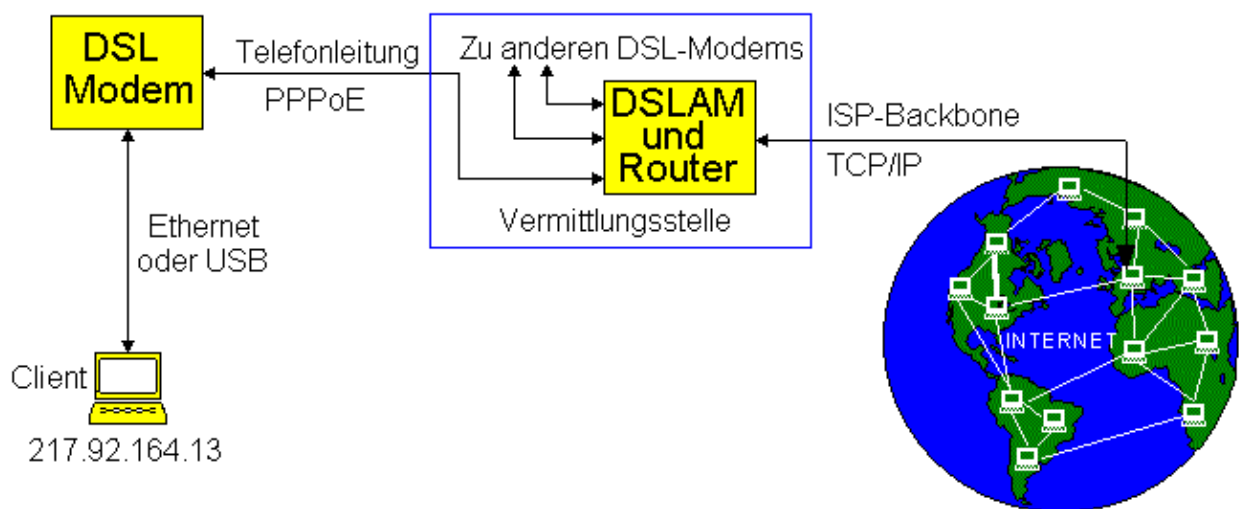 DSL
Modem
Telefonleitung
PPPoE
Zu anderen DSL-Modems
DSLAM
und
Router
Vermittlungsstelle
ISP-Backbone
TCP/IP
Ethernet
oder USB
Client
217.92.164.13
INTERNET